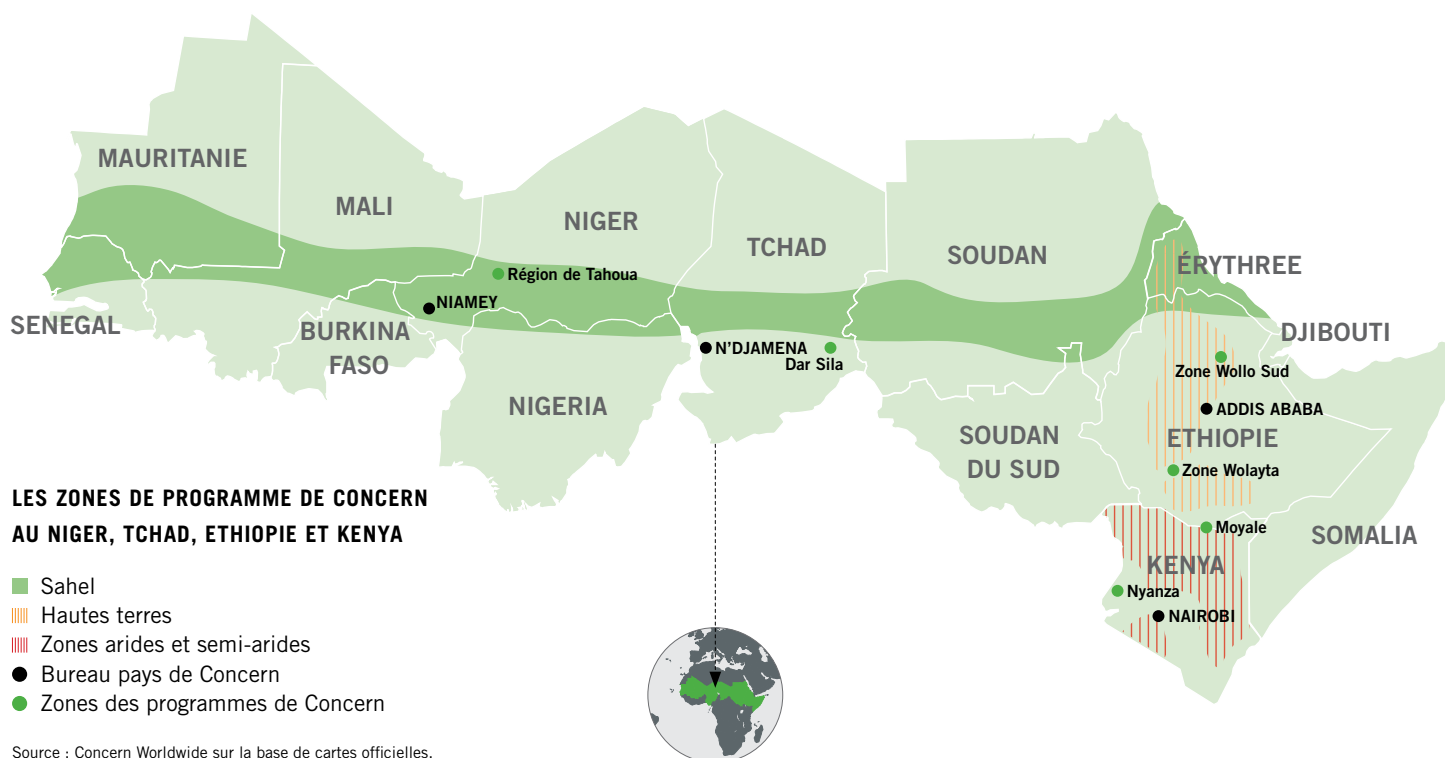 MAURITANIE
MALI
NIGER
TCHAD
SOUDAN
ÉRYTHREE
Région de Tahoua
NIAMEY
SENEGAL
BURKINA
FASO
DJIBOUTI
N'DJAMENA
Dar Sila
Zone Wollo Sud
NIGERIA
ADDIS ABABA
SOUDAN
DU SUD
ETHIOPIE
Zone Wolayta
Moyale
SOMALIA
KENYA
Nyanza
NAIROBI
LES ZONES DE PROGRAMME DE CONCERN
AU NIGER, TCHAD, ETHIOPIE ET KENYA
Sahel
Hautes terres
Zones arides et semi-arides
Bureau pays de Concern
Zones des programmes de Concern
Source : Concern Worldwide sur la base de cartes officielles.